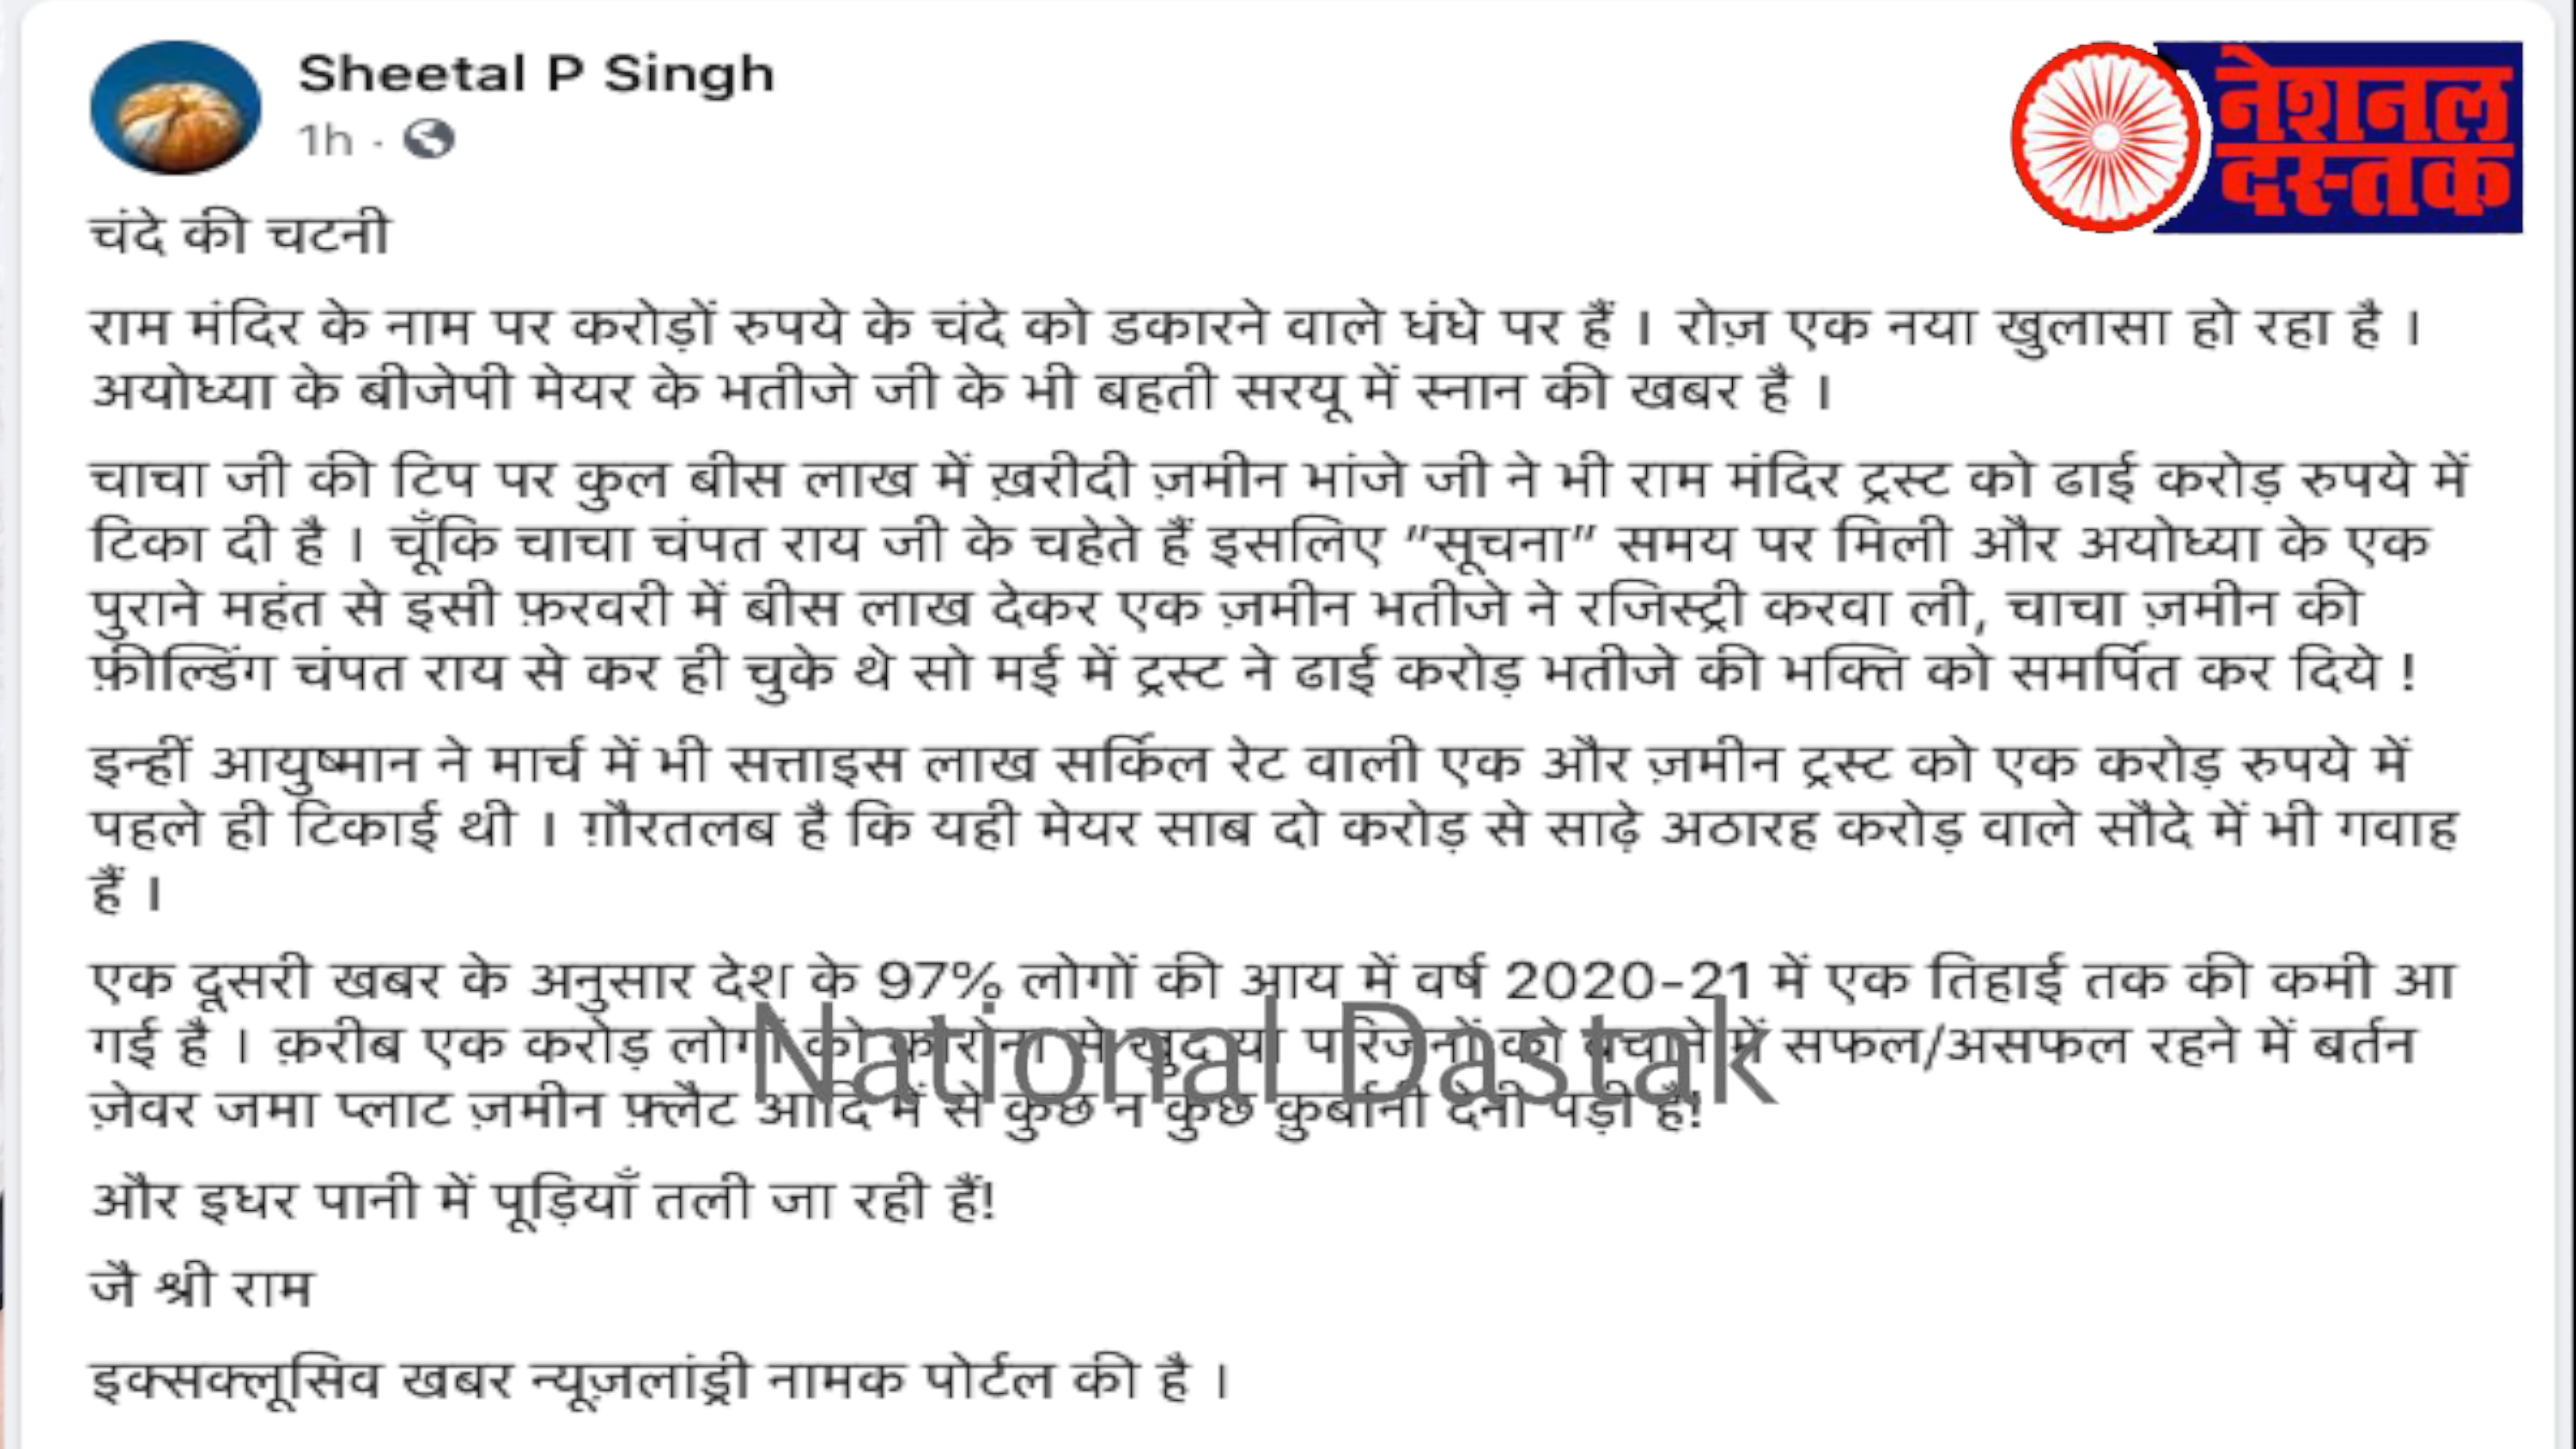 Sheetal P Singh
1h ·
नेशनल
दस्तक
चंदे की चटनी
राम मंदिर के नाम पर करोड़ों रुपये के चंदे को डकारने वाले धंधे पर हैं । रोज़ एक नया खुलासा हो रहा है ।
अयोध्या के बीजेपी मेयर के भतीजे जी के भी बहती सरयू में स्नान की खबर है ।
चाचा जी की टिप पर कुल बीस लाख में ख़रीदी ज़मीन भांजे जी ने भी राम मंदिर ट्रस्ट को ढाई करोड़ रुपये में
टिका दी है । चूँकि चाचा चंपत राय जी के चहेते हैं इसलिए "सूचना" समय पर मिली और अयोध्या के एक
पुराने महंत से इसी फ़रवरी में बीस लाख देकर एक ज़मीन भतीजे ने रजिस्ट्री करवा ली, चाचा ज़मीन की
फ़ील्डिंग चंपत राय से कर ही चुके थे सो मई में ट्रस्ट ने ढाई करोड़ भतीजे की भक्ति को समर्पित कर दिये !
इन्हीं आयुष्मान ने मार्च में भी सत्ताइस लाख सर्किल रेट वाली एक और ज़मीन ट्रस्ट को एक करोड़ रुपये में
पहले ही टिकाई थी । ग़ौरतलब है कि यही मेयर साब दो करोड़ से साढ़े अठारह करोड़ वाले सौदे में भी गवाह
हैं ।
एक दूसरी खबर के अनुसार देश के 97% लोगों की आय में वर्ष 2020-21 में एक तिहाई तक की कमी आ
गई है । क़रीब एक करोड़ लोगों को कोरोना से खुद या परिजनों को बचाने में सफल/असफल रहने में बर्तन
ज़ेवर जमा प्लाट ज़मीन फ़्लैट आदि में से कुछ न कुछ क़ुर्बानी देनी पड़ी है!
National Dastak
और इधर पानी में पूड़ियाँ तली जा रही हैं!
जै श्री राम
इक्सक्लूसिव खबर न्यूज़लांड्री नामक पोर्टल की है ।